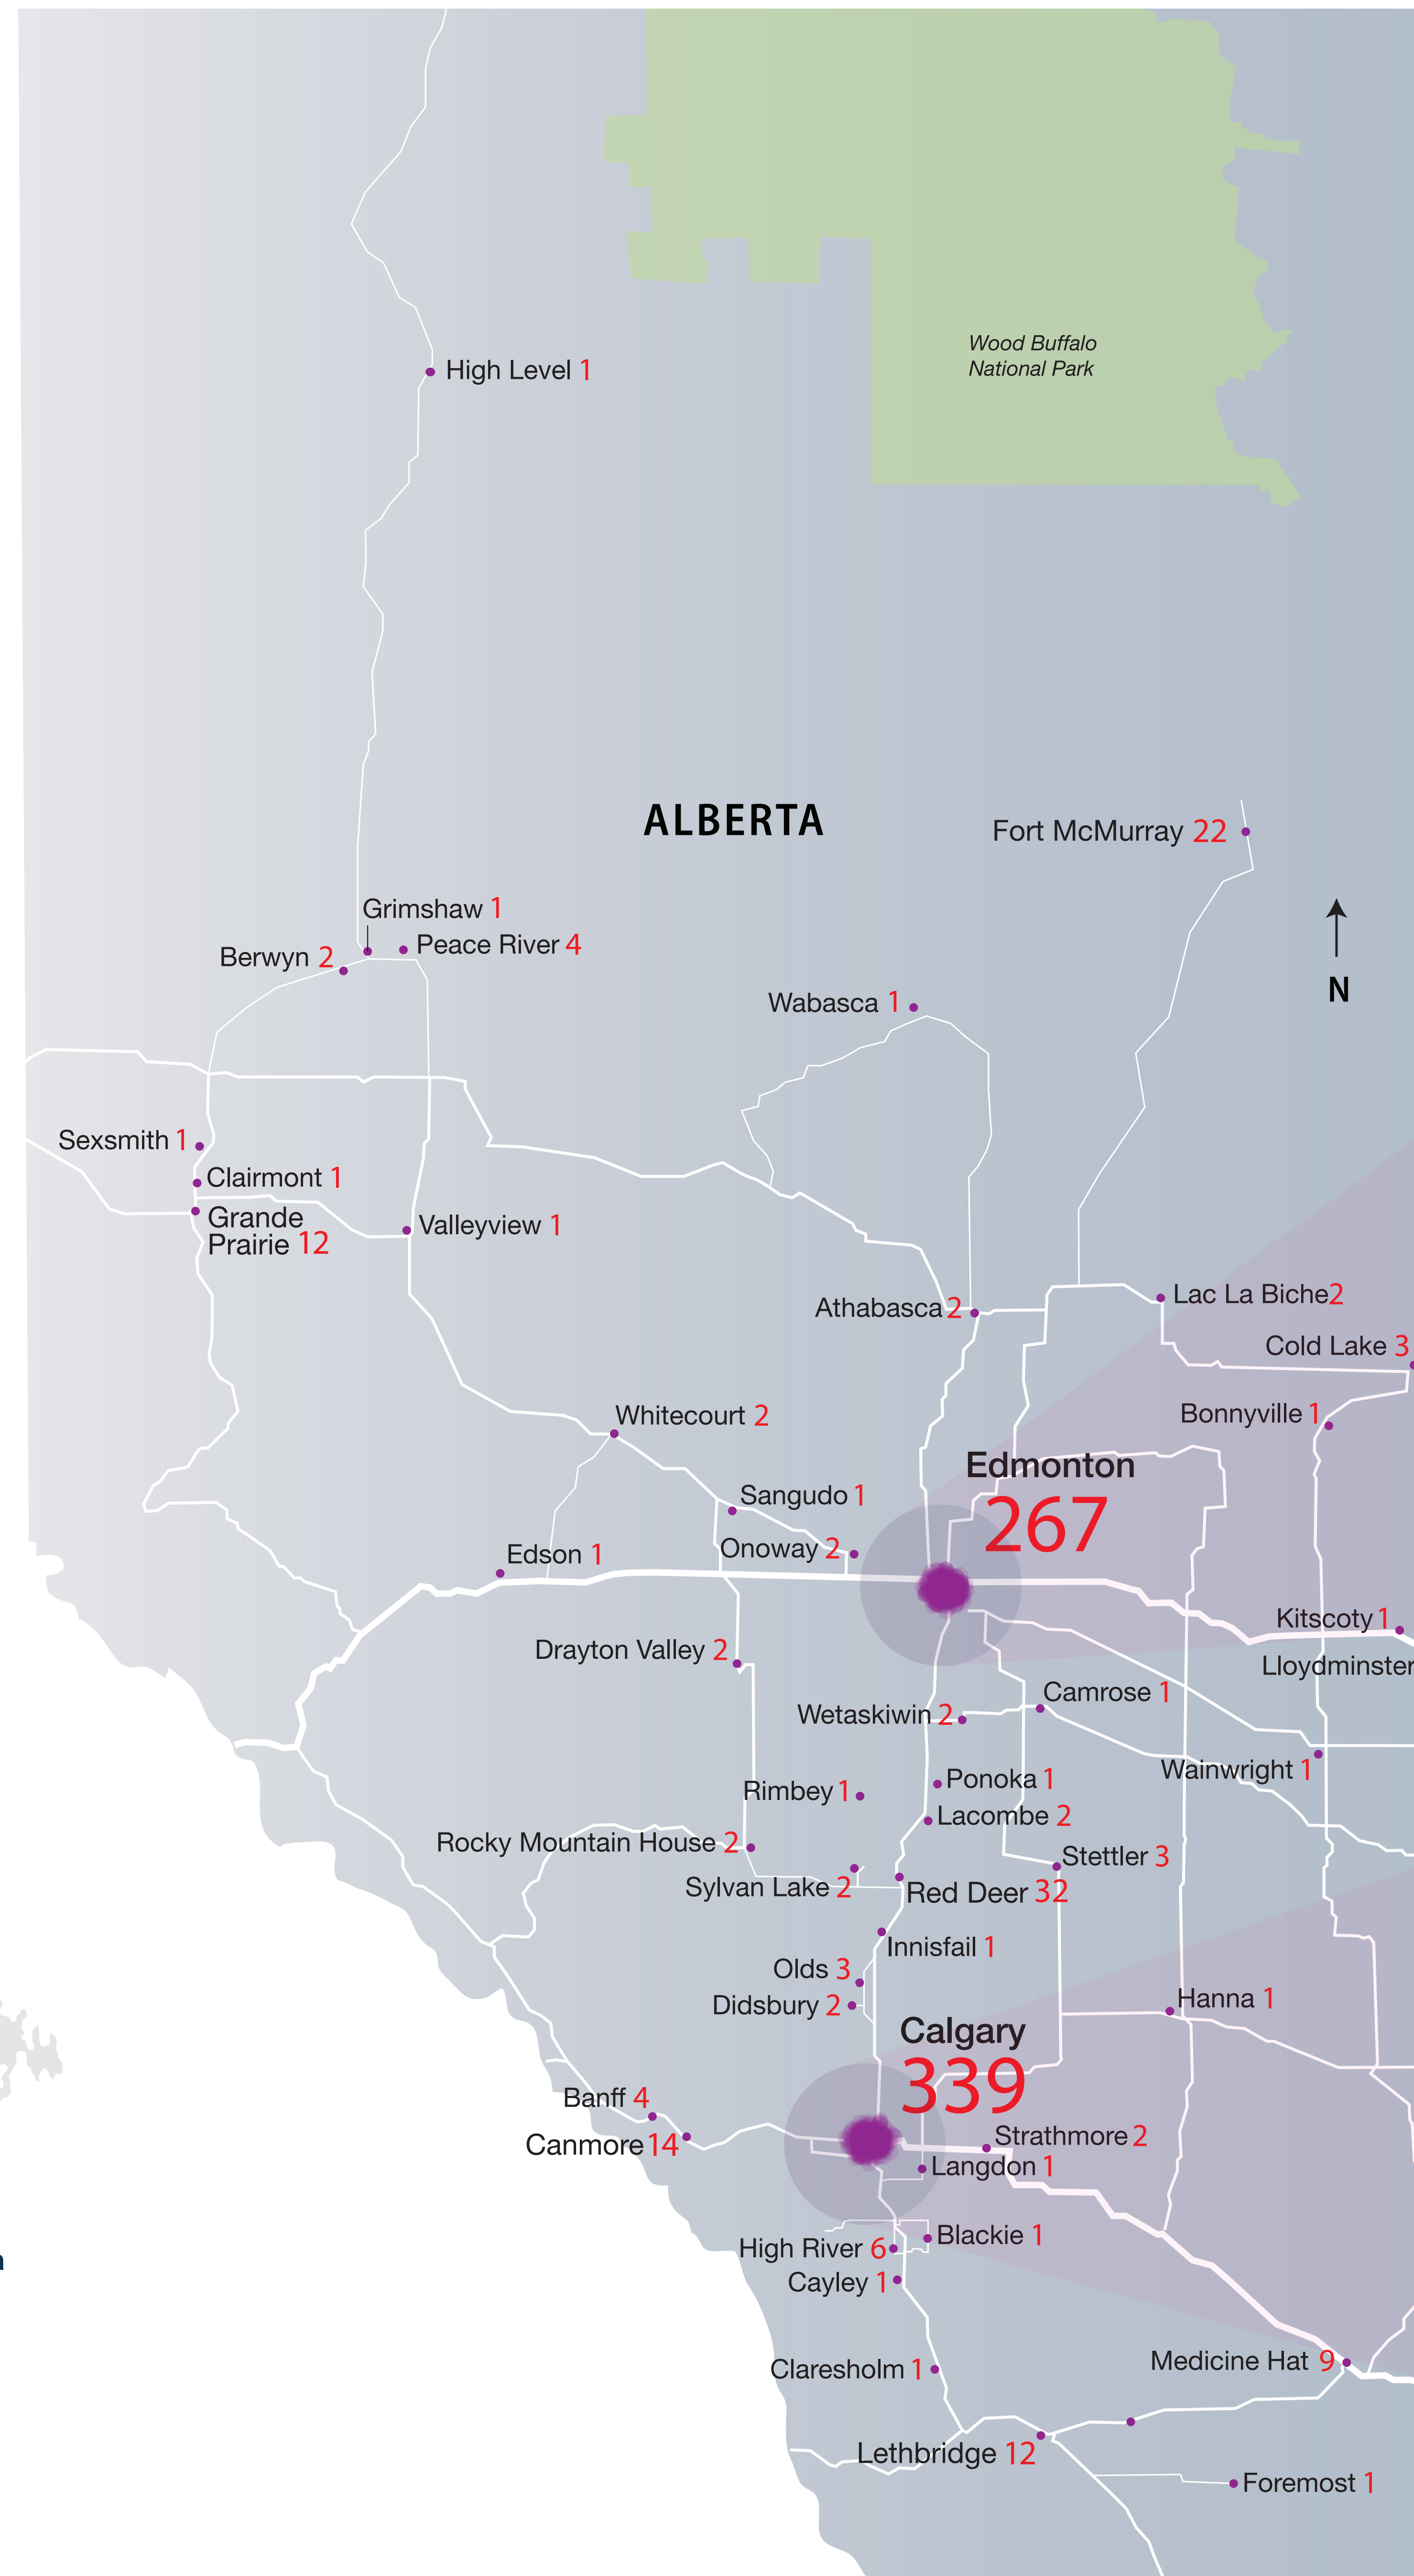 Wood Buffalo
National Park
High Level 1
ALBERTA
Fort McMurray 22
Grimshaw 1
Peace River 4
Berwyn 2
N
Wabasca 1
Sexsmith 1
Clairmont 1
Grande
Prairie 12
Valleyview 1
Lac La Biche2
Athabasca 2
Cold Lake 3
Bonnyville 1
Whitecourt 2
Edmonton
267
Sangudo 1
Onoway 2
Edson 1
Kitscoty 1
Lloydminster
Drayton Valley 2
Camrose 1
Wetaskiwin 2
Wainwright 1
Ponoka 1
Rimbey 1
Lacombe 2
Rocky Mountain House 2
Stettler 3
Sylvan Lake 2
Red Deer 32
Innisfail 1
Olds 3
Didsbury 2
Hanna 1
Calgary
339
Banff 4
Canmore 14
Strathmore 2
Langdon 1
Blackie 1
High River 6
Cayley 1
Medicine Hat 9
Claresholm 1
Lethbridge 12
Foremost 1